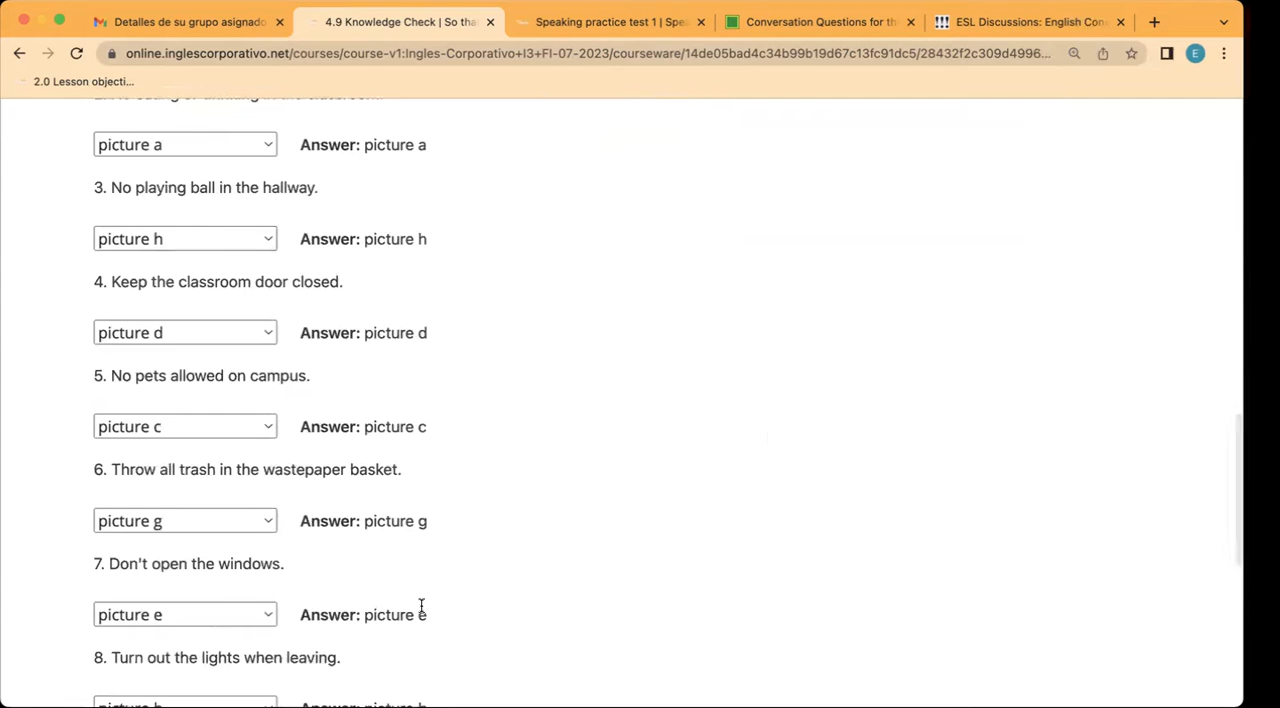 Detalles de su grupo asignado
4.9 Knowledge Check | So tha
Speaking practice test 1 | Spea
Conversation Questions for th
ESL Discussions: English Con
online.inglescorporativo.net/courses/course-v1:Ingles-Corporativo+I3+FI-07-2023/courseware/14de05bad4c34b99b19d67c13fc91dc5/28432f2c309d4996...
E
2.0 Lesson objecti...
picture a
Answer: picture a
3. No playing ball in the hallway.
picture h
Answer: picture h
4. Keep the classroom door closed.
picture d
Answer: picture d
5. No pets allowed on campus.
picture c
Answer: picture c
6. Throw all trash in the wastepaper basket.
picture g
Answer: picture g
7. Don't open the windows.
picture e
Answer: picture e
8. Turn out the lights when leaving.